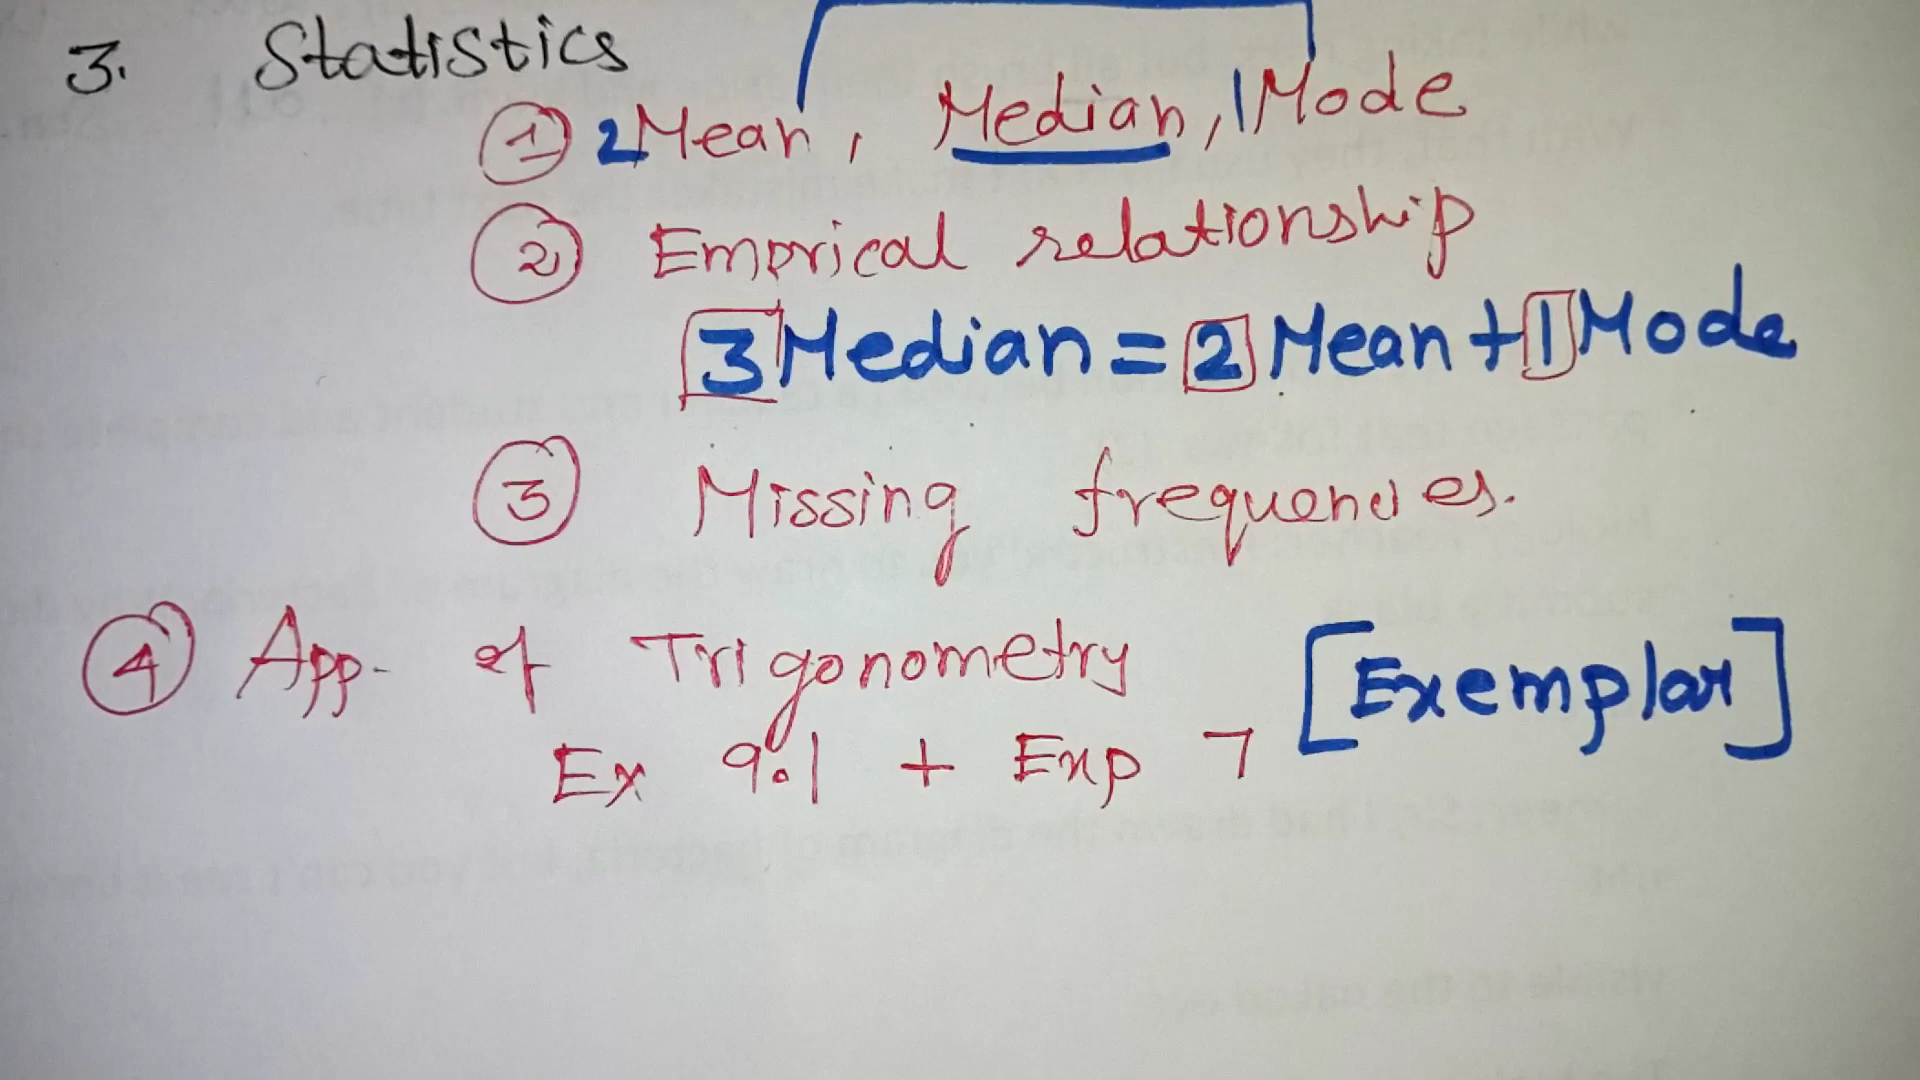 3. Statistics
① 2Mean, Median, 1Mode
② Emprical relationship
3Median = 2Mean + 1Mode
③ Missing frequencies.
④ App. of Trigonometry [Exemplar]
Ex 9.1 + Exp 7